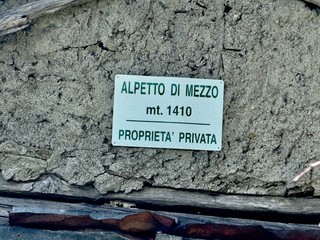 ALPETTO DI MEZZO
mt. 1410
PROPRIETA' PRIVATA